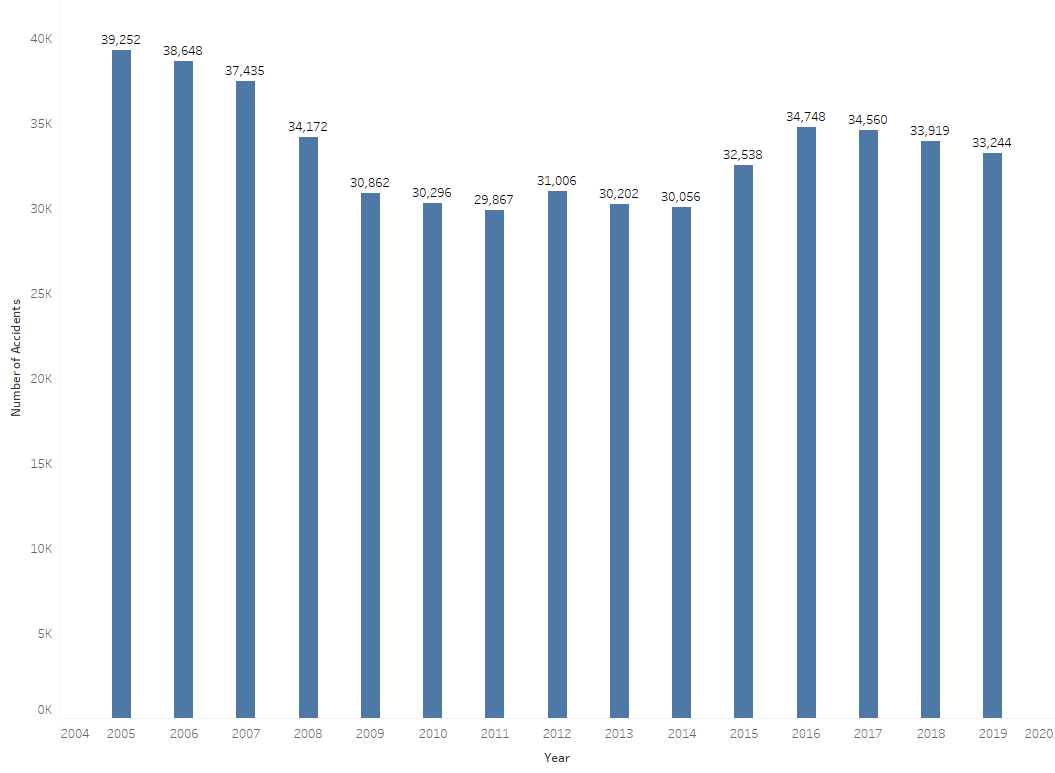 40K
35K
30K
25K
20K
15K
10K
5K
0K
Number of Accidents
39,252
38,648
37,435
34,172
30,862
30,296
29,867
31,006
30,202
30,056
32,538
34,748
34,560
33,919
33,244
2004 2005 2006 2007 2008 2009 2010 2011 2012 2013 2014 2015 2016 2017 2018 2019 2020
Year